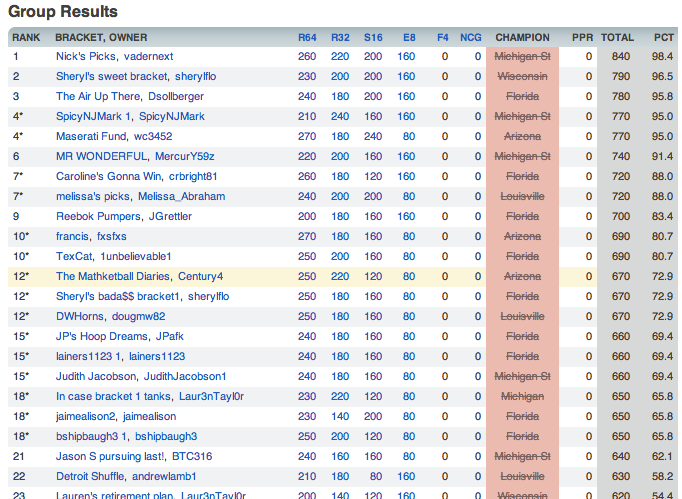 Group Results
RANK BRACKET, OWNER R64 R32 S16 E8 F4 NCG CHAMPION PPR TOTAL PCT
1 Nick's Picks, vadernext 260 220 200 160 0 0 Michigan St 0 840 98.4
2 Sheryl's sweet bracket, sherylflo 230 200 200 160 0 0 Wisconsin 0 790 96.5
3 The Air Up There, Dsollberger 240 180 200 160 0 0 Florida 0 780 95.8
4* SpicyNJMark 1, SpicyNJMark 210 240 160 160 0 0 Michigan St 0 770 95.0
4* Maserati Fund, wc3452 270 180 240 80 0 0 Arizona 0 770 95.0
6 MR WONDERFUL, MercurY59z 220 200 160 160 0 0 Michigan St 0 740 91.4
7* Caroline's Gonna Win, crbright81 260 180 120 160 0 0 Florida 0 720 88.0
7* melissa's picks, Melissa_Abraham 240 200 200 80 0 0 Louisville 0 720 88.0
9 Reebok Pumpers, JGrettler 200 180 160 160 0 0 Florida 0 700 83.4
10* francis, fxsfxs 270 180 160 80 0 0 Arizona 0 690 80.7
10* TexCat, 1unbelievable1 250 200 160 80 0 0 Florida 0 690 80.7
12* The Mathketball Diaries, Century4 250 220 120 80 0 0 Arizona 0 670 72.9
12* Sheryl's bada$$ bracket1, sherylflo 250 180 160 80 0 0 Florida 0 670 72.9
12* DWHorns, dougmw82 250 180 160 80 0 0 Louisville 0 670 72.9
15* JP's Hoop Dreams, JPafk 240 180 160 80 0 0 Florida 0 660 69.4
15* lainers1123 1, lainers1123 240 180 160 80 0 0 Florida 0 660 69.4
15* Judith Jacobson, JudithJacobson1 240 180 160 80 0 0 Michigan St 0 660 69.4
18* In case bracket 1 tanks, Laur3nTayl0r 230 220 120 80 0 0 Michigan 0 650 65.8
18* jaimealison2, jaimealison 230 140 200 80 0 0 Florida 0 650 65.8
18* bshipbaugh3 1, bshipbaugh3 250 200 120 80 0 0 Florida 0 650 65.8
21 Jason S pursuing last!, BTC316 240 160 160 80 0 0 Michigan St 0 640 62.1
22 Detroit Shuffle, andrewlamb1 210 180 80 160 0 0 Louisville 0 630 58.2
23 Lauren's retirement plan, Laur3nTayl0r 200 140 120 160 0 0 Wisconsin 0 620 54.4